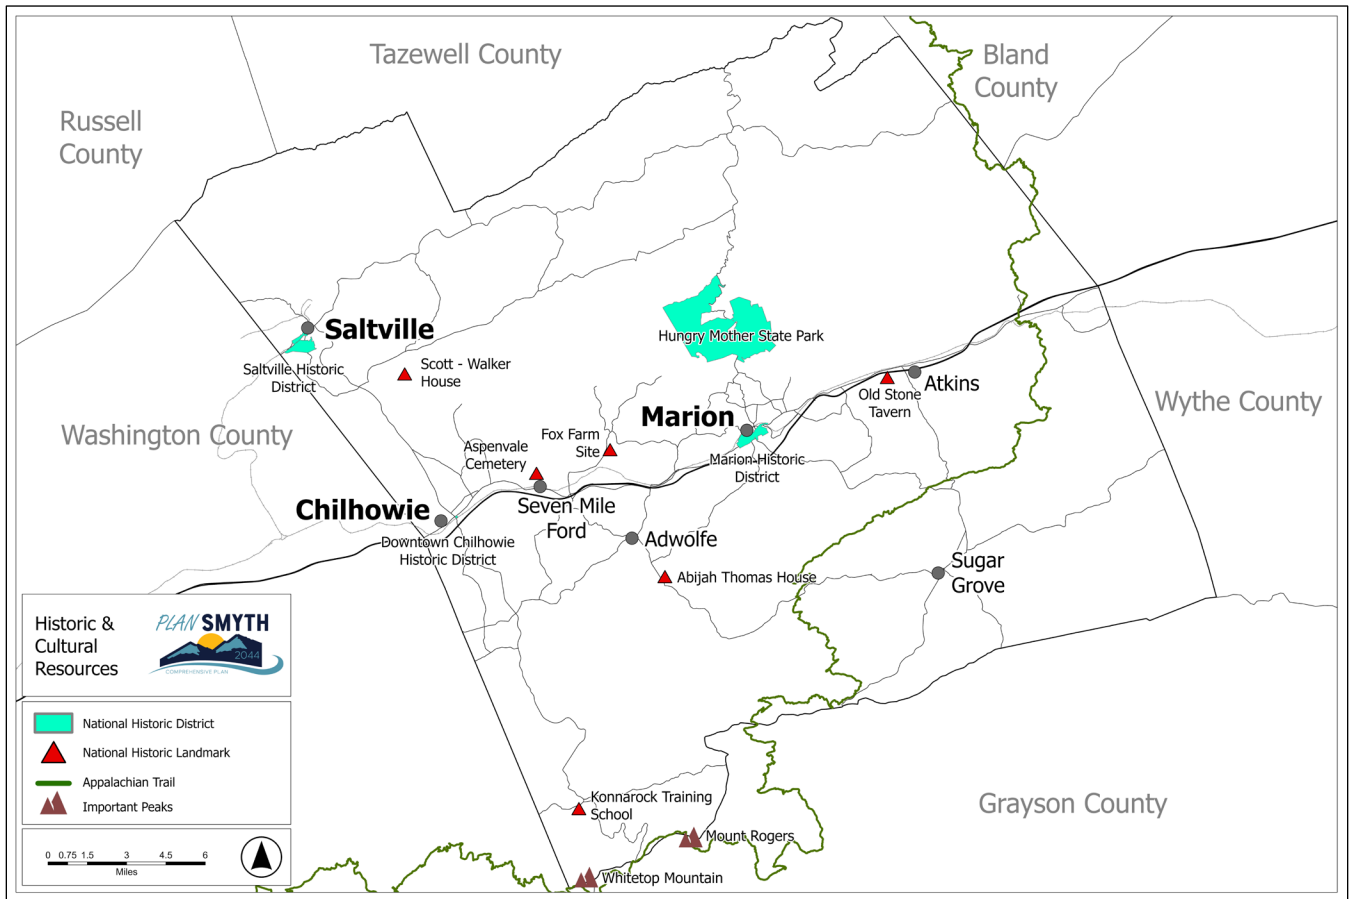 Tazewell County
Bland
County
Russell
County
Hungry Mother State Park
Saltville
Saltville Historic
District
Scott - Walker
House
Atkins
Old Stone
Tavern
Wythe County
Washington County
Marion
Marion Historic
District
Fox Farm
Site
Aspenvale
Cemetery
Seven Mile
Ford
Chilhowie
Downtown Chilhowie
Historic District
Adwolfe
Abijah Thomas House
Sugar
Grove
Historic &
Cultural
Resources
PLAN SMYTH
2044
COMPREHENSIVE PLAN
National Historic District
National Historic Landmark
Appalachian Trail
Important Peaks
0 0.75 1.5 3 4.5 6
Miles
Konnarock Training
School
Mount Rogers
Whitetop Mountain
Grayson County